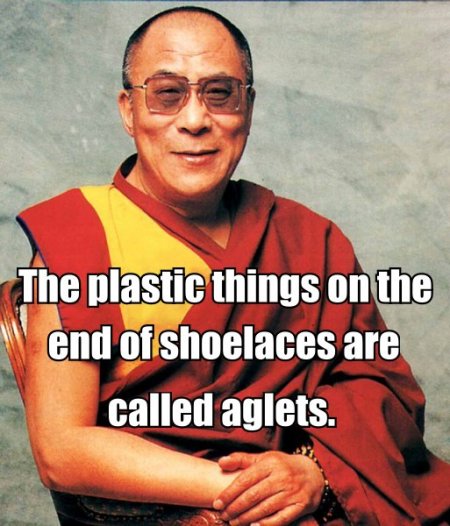 The plastic things on the
end of shoelaces are
called aglets.